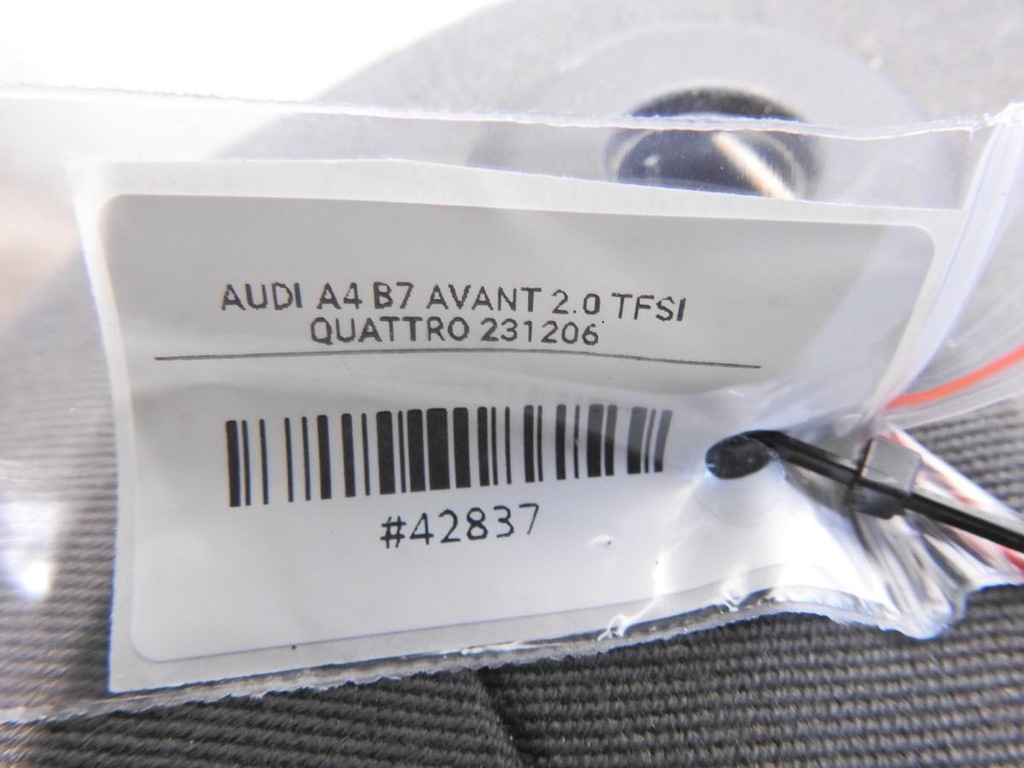 AUDI A4 B7 AVANT 2.0 TFSI
QUATTRO 231206
#42837